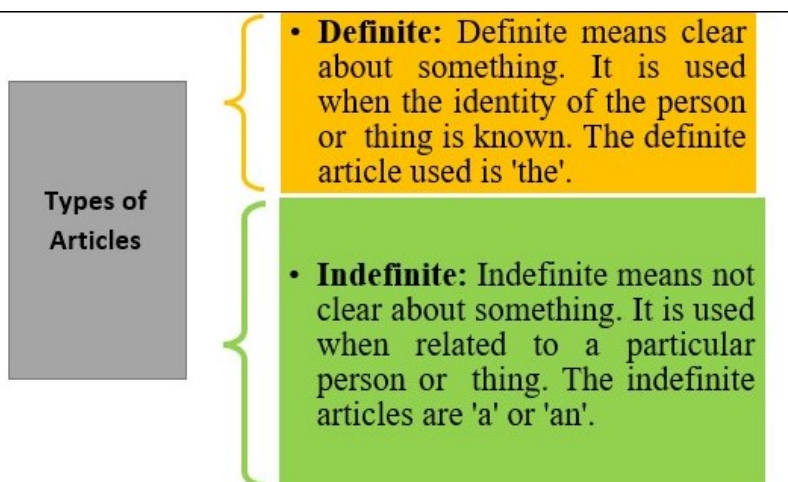 Types of
Articles
• Definite: Definite means clear
about something. It is used
when the identity of the person
or thing is known. The definite
article used is 'the'.
• Indefinite: Indefinite means not
clear about something. It is used
when related to a particular
person or thing. The indefinite
articles are 'a' or 'an'.